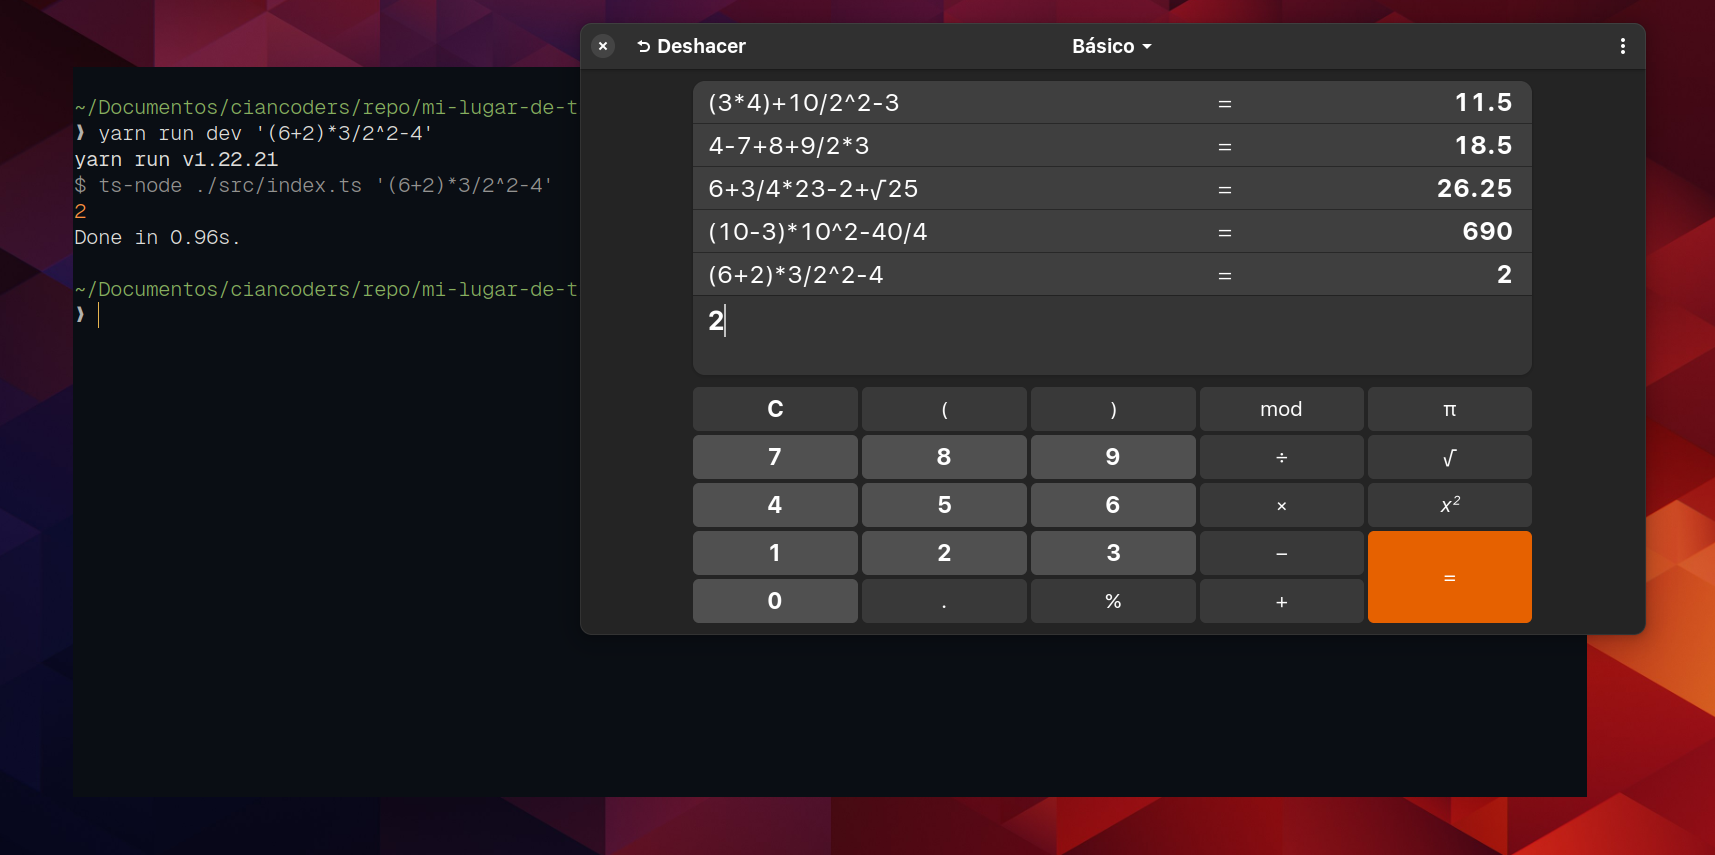 ~/Documentos/ciancoders/repo/mi-lugar-de-t
❱ yarn run dev '(6+2)*3/2^2-4'
yarn run v1.22.21
$ ts-node ./src/index.ts '(6+2)*3/2^2-4'
2
Done in 0.96s.
~/Documentos/ciancoders/repo/mi-lugar-de-t
❱
× Deshacer Básico
(3*4)+10/2^2-3 = 11.5
4-7+8+9/2*3 = 18.5
6+3/4*23-2+√25 = 26.25
(10-3)*10^2-40/4 = 690
(6+2)*3/2^2-4 = 2
2
C ( ) mod π
7 8 9 ÷ √
4 5 6 × x²
1 2 3 −
=
0 . % +